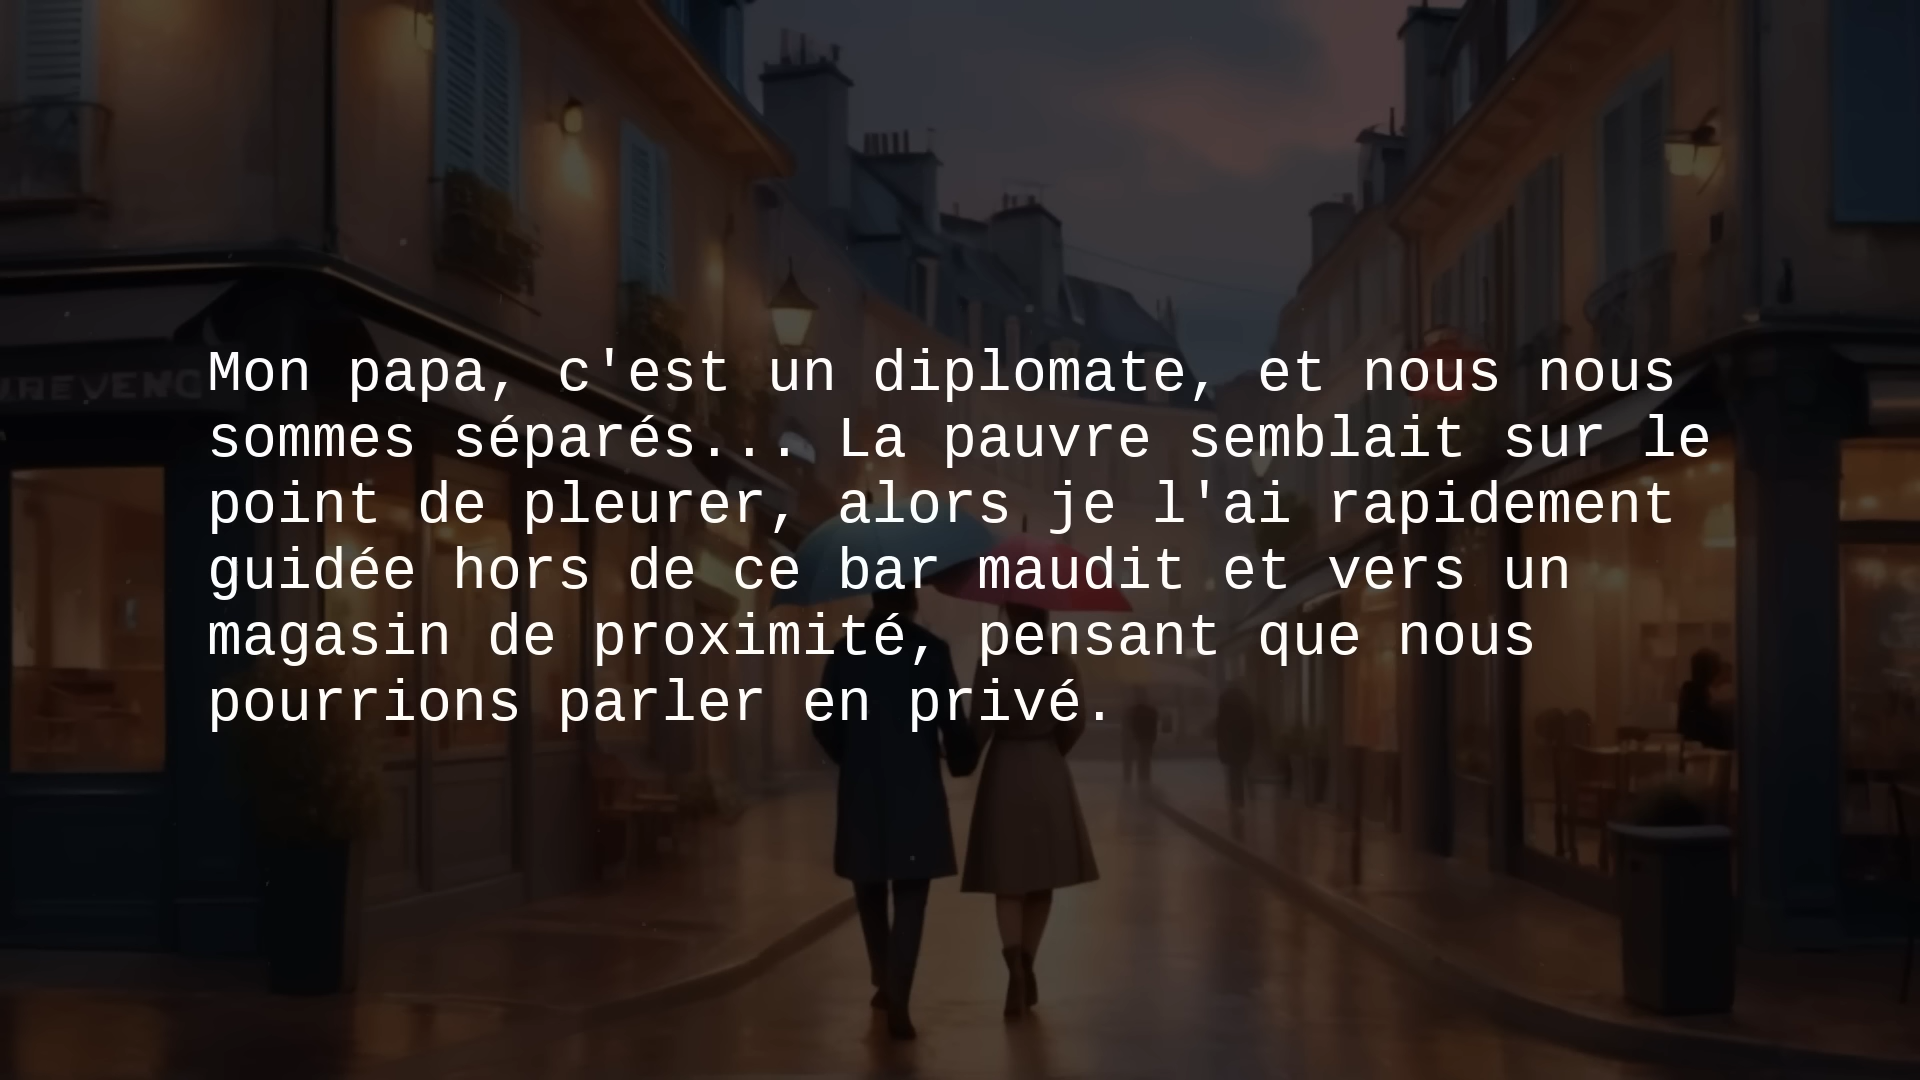 Mon papa, c'est un diplomate, et nous nous
sommes séparés... La pauvre semblait sur le
point de pleurer, alors je l'ai rapidement
guidée hors de ce bar maudit et vers un
magasin de proximité, pensant que nous
pourrions parler en privé.